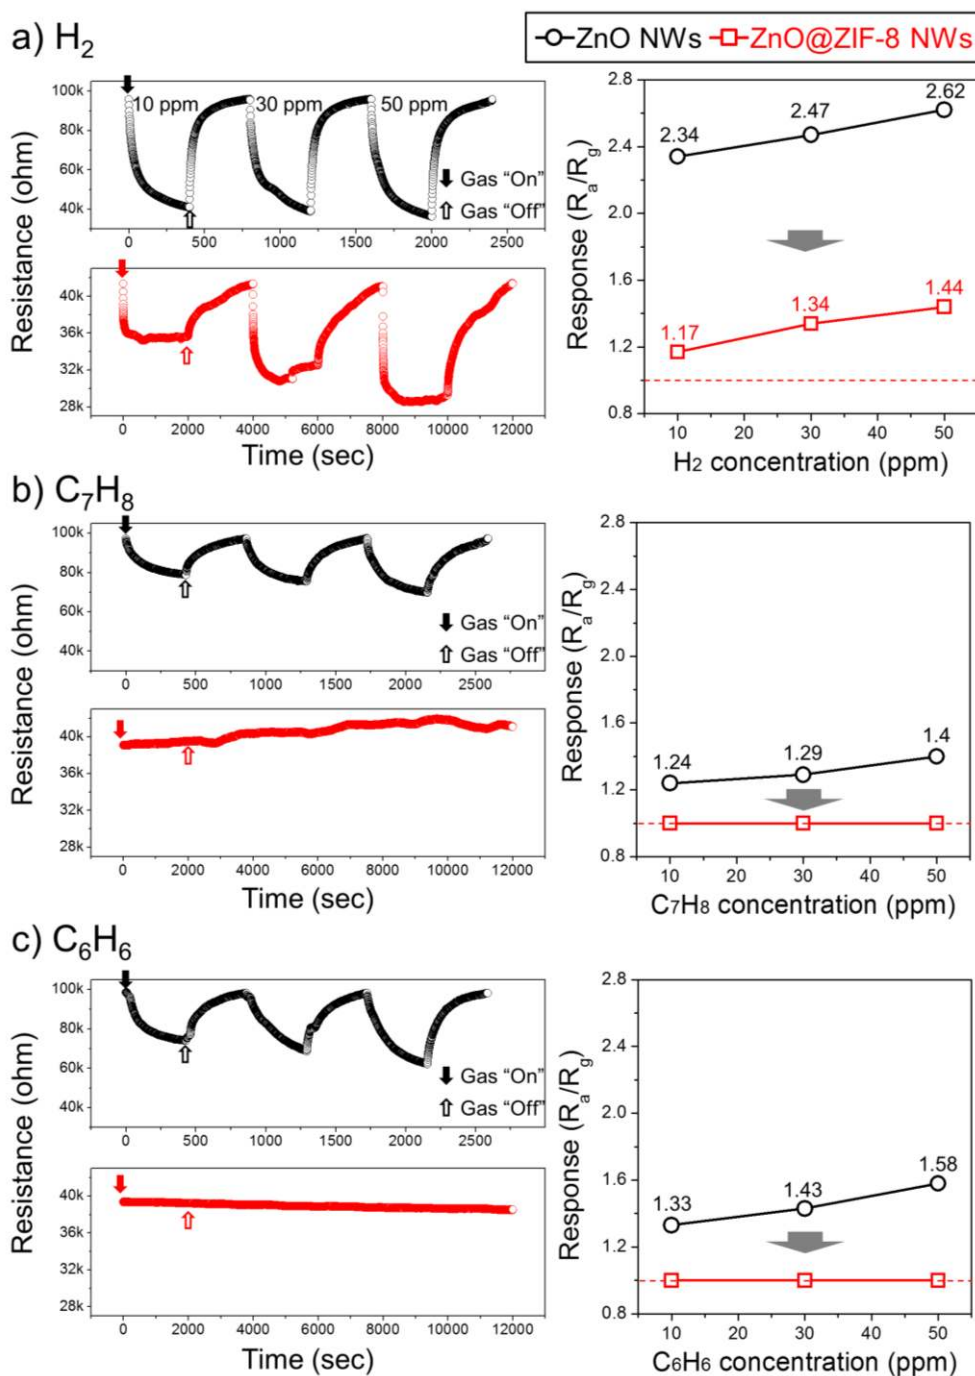 a) H2
ZnO NWs ZnO@ZIF-8 NWs
100k
80k
60k
40k
10 ppm 30 ppm 50 ppm
Gas "On"
Gas "Off"
0 500 1000 1500 2000 2500
40k
36k
32k
28k
0 2000 4000 6000 8000 10000 12000
Resistance (ohm)
Time (sec)
2.8
2.4
2.0
1.6
1.2
0.8
2.34 2.47 2.62
1.17 1.34 1.44
10 20 30 40 50
Response (Ra/Rg)
H2 concentration (ppm)
b) C7H8
100k
80k
60k
40k
Gas "On"
Gas "Off"
0 500 1000 1500 2000 2500
40k
36k
32k
28k
0 2000 4000 6000 8000 10000 12000
Resistance (ohm)
Time (sec)
2.8
2.4
2.0
1.6
1.2
0.8
1.24 1.29 1.4
10 20 30 40 50
Response (Ra/Rg)
C7H8 concentration (ppm)
c) C6H6
100k
80k
60k
40k
Gas "On"
Gas "Off"
0 500 1000 1500 2000 2500
40k
36k
32k
28k
0 2000 4000 6000 8000 10000 12000
Resistance (ohm)
Time (sec)
2.8
2.4
2.0
1.6
1.2
0.8
1.33 1.43 1.58
10 20 30 40 50
Response (Ra/Rg)
C6H6 concentration (ppm)